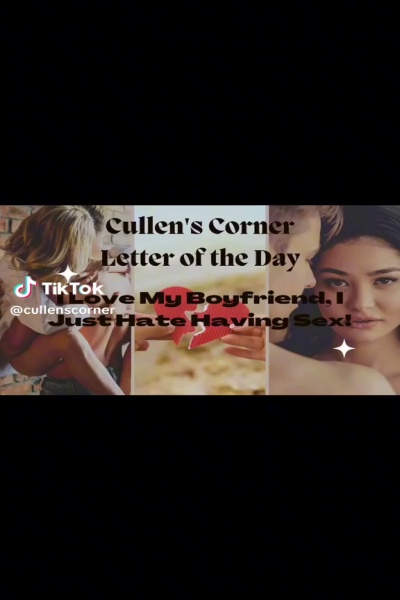 Cullen's Corner
Letter of the Day
TikTok
@cullenscorner
I Love My Boyfriend, I
Just Hate Having Sex!